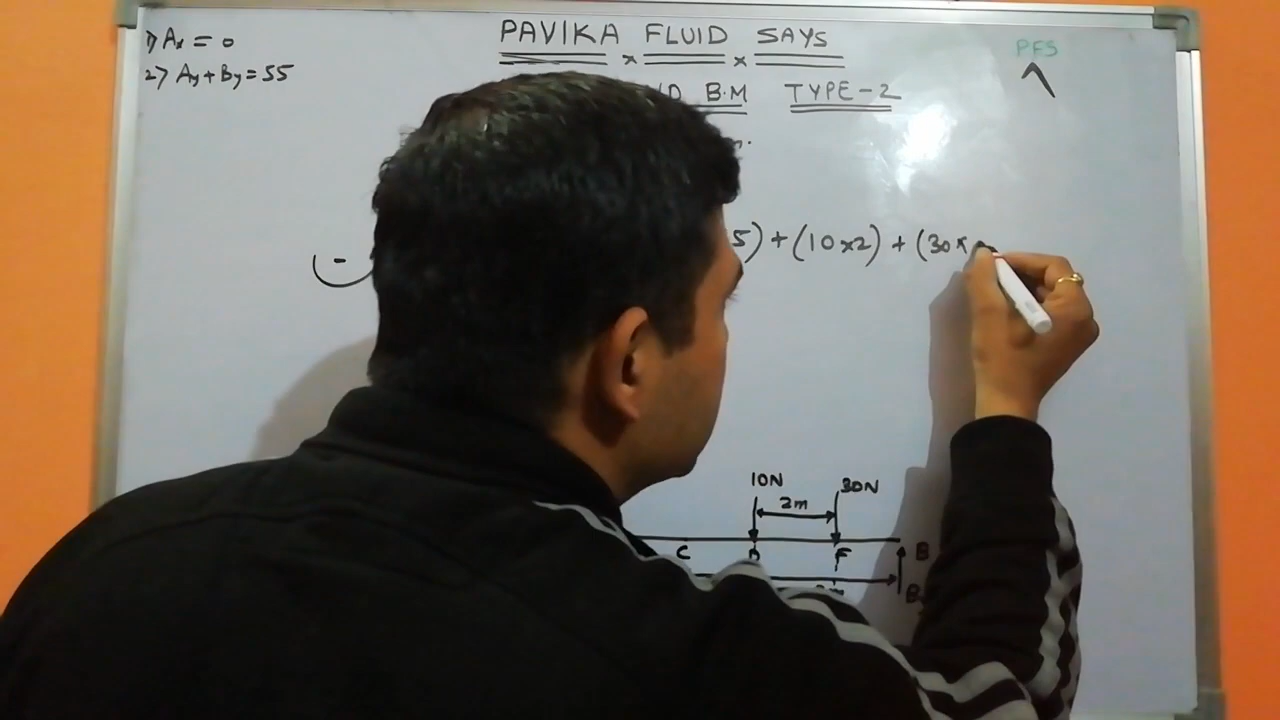 1) Ax = 0
PAVIKA FLUID SAYS
PFS
2) Ay + By = 55
B.M TYPE-2
5) + (10×2) + (30×
10N
30N
2m
C
F
B